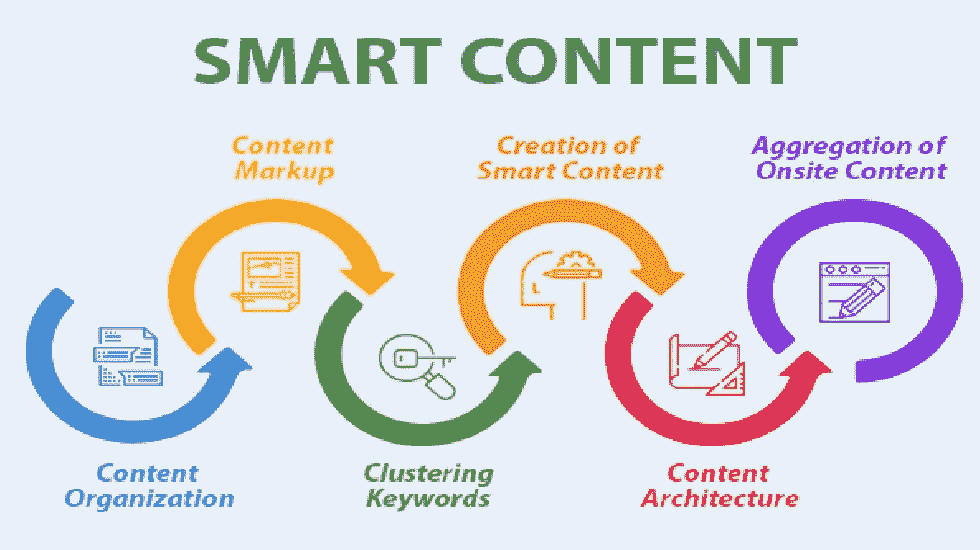 SMART CONTENT
Content
Markup
Creation of
Smart Content
Aggregation of
Onsite Content
Content
Organization
Clustering
Keywords
Content
Architecture